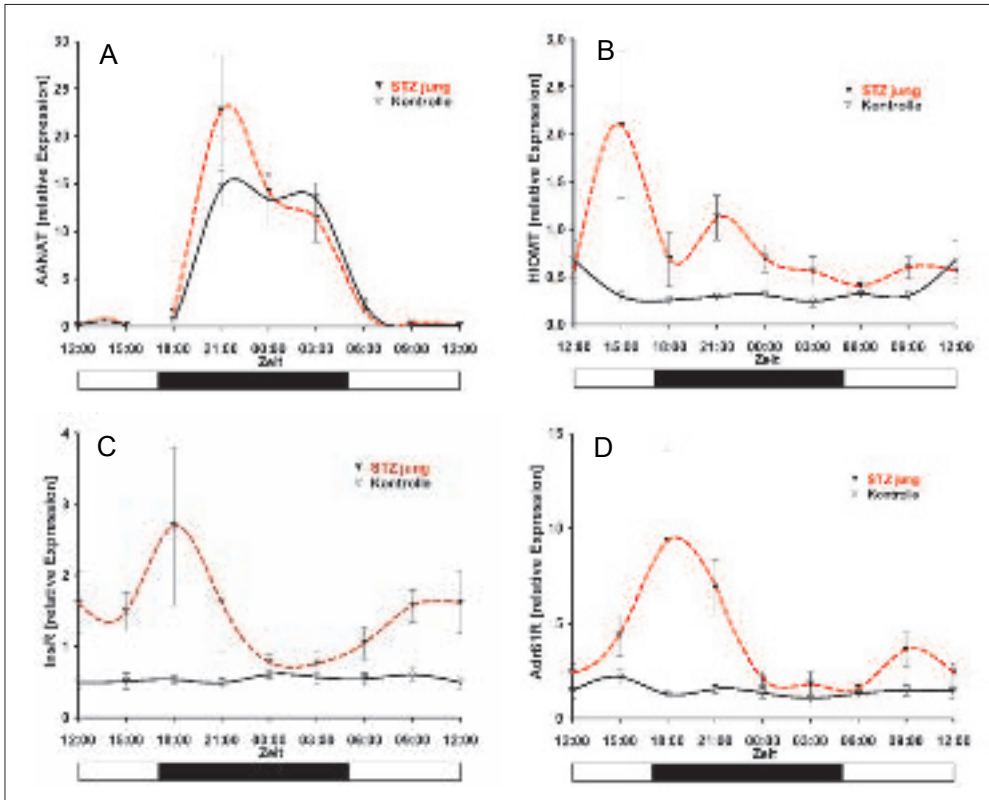 A
AANAT [relative Expression]
30
25
20
15
10
5
0
STZ jung
Kontrolle
12:00 15:00 18:00 21:00 00:00 03:00 06:00 09:00 12:00
Zeit
B
HIOMT [relative Expression]
3.0
2.5
2.0
1.5
1.0
0.5
0.0
STZ jung
Kontrolle
12:00 15:00 18:00 21:00 00:00 03:00 06:00 09:00 12:00
Zeit
C
InsR [relative Expression]
4
3
2
1
0
STZ jung
Kontrolle
12:00 15:00 18:00 21:00 00:00 03:00 06:00 09:00 12:00
Zeit
D
Adrß1R [relative Expression]
15
10
5
0
STZ jung
Kontrolle
12:00 15:00 18:00 21:00 00:00 03:00 06:00 09:00 12:00
Zeit